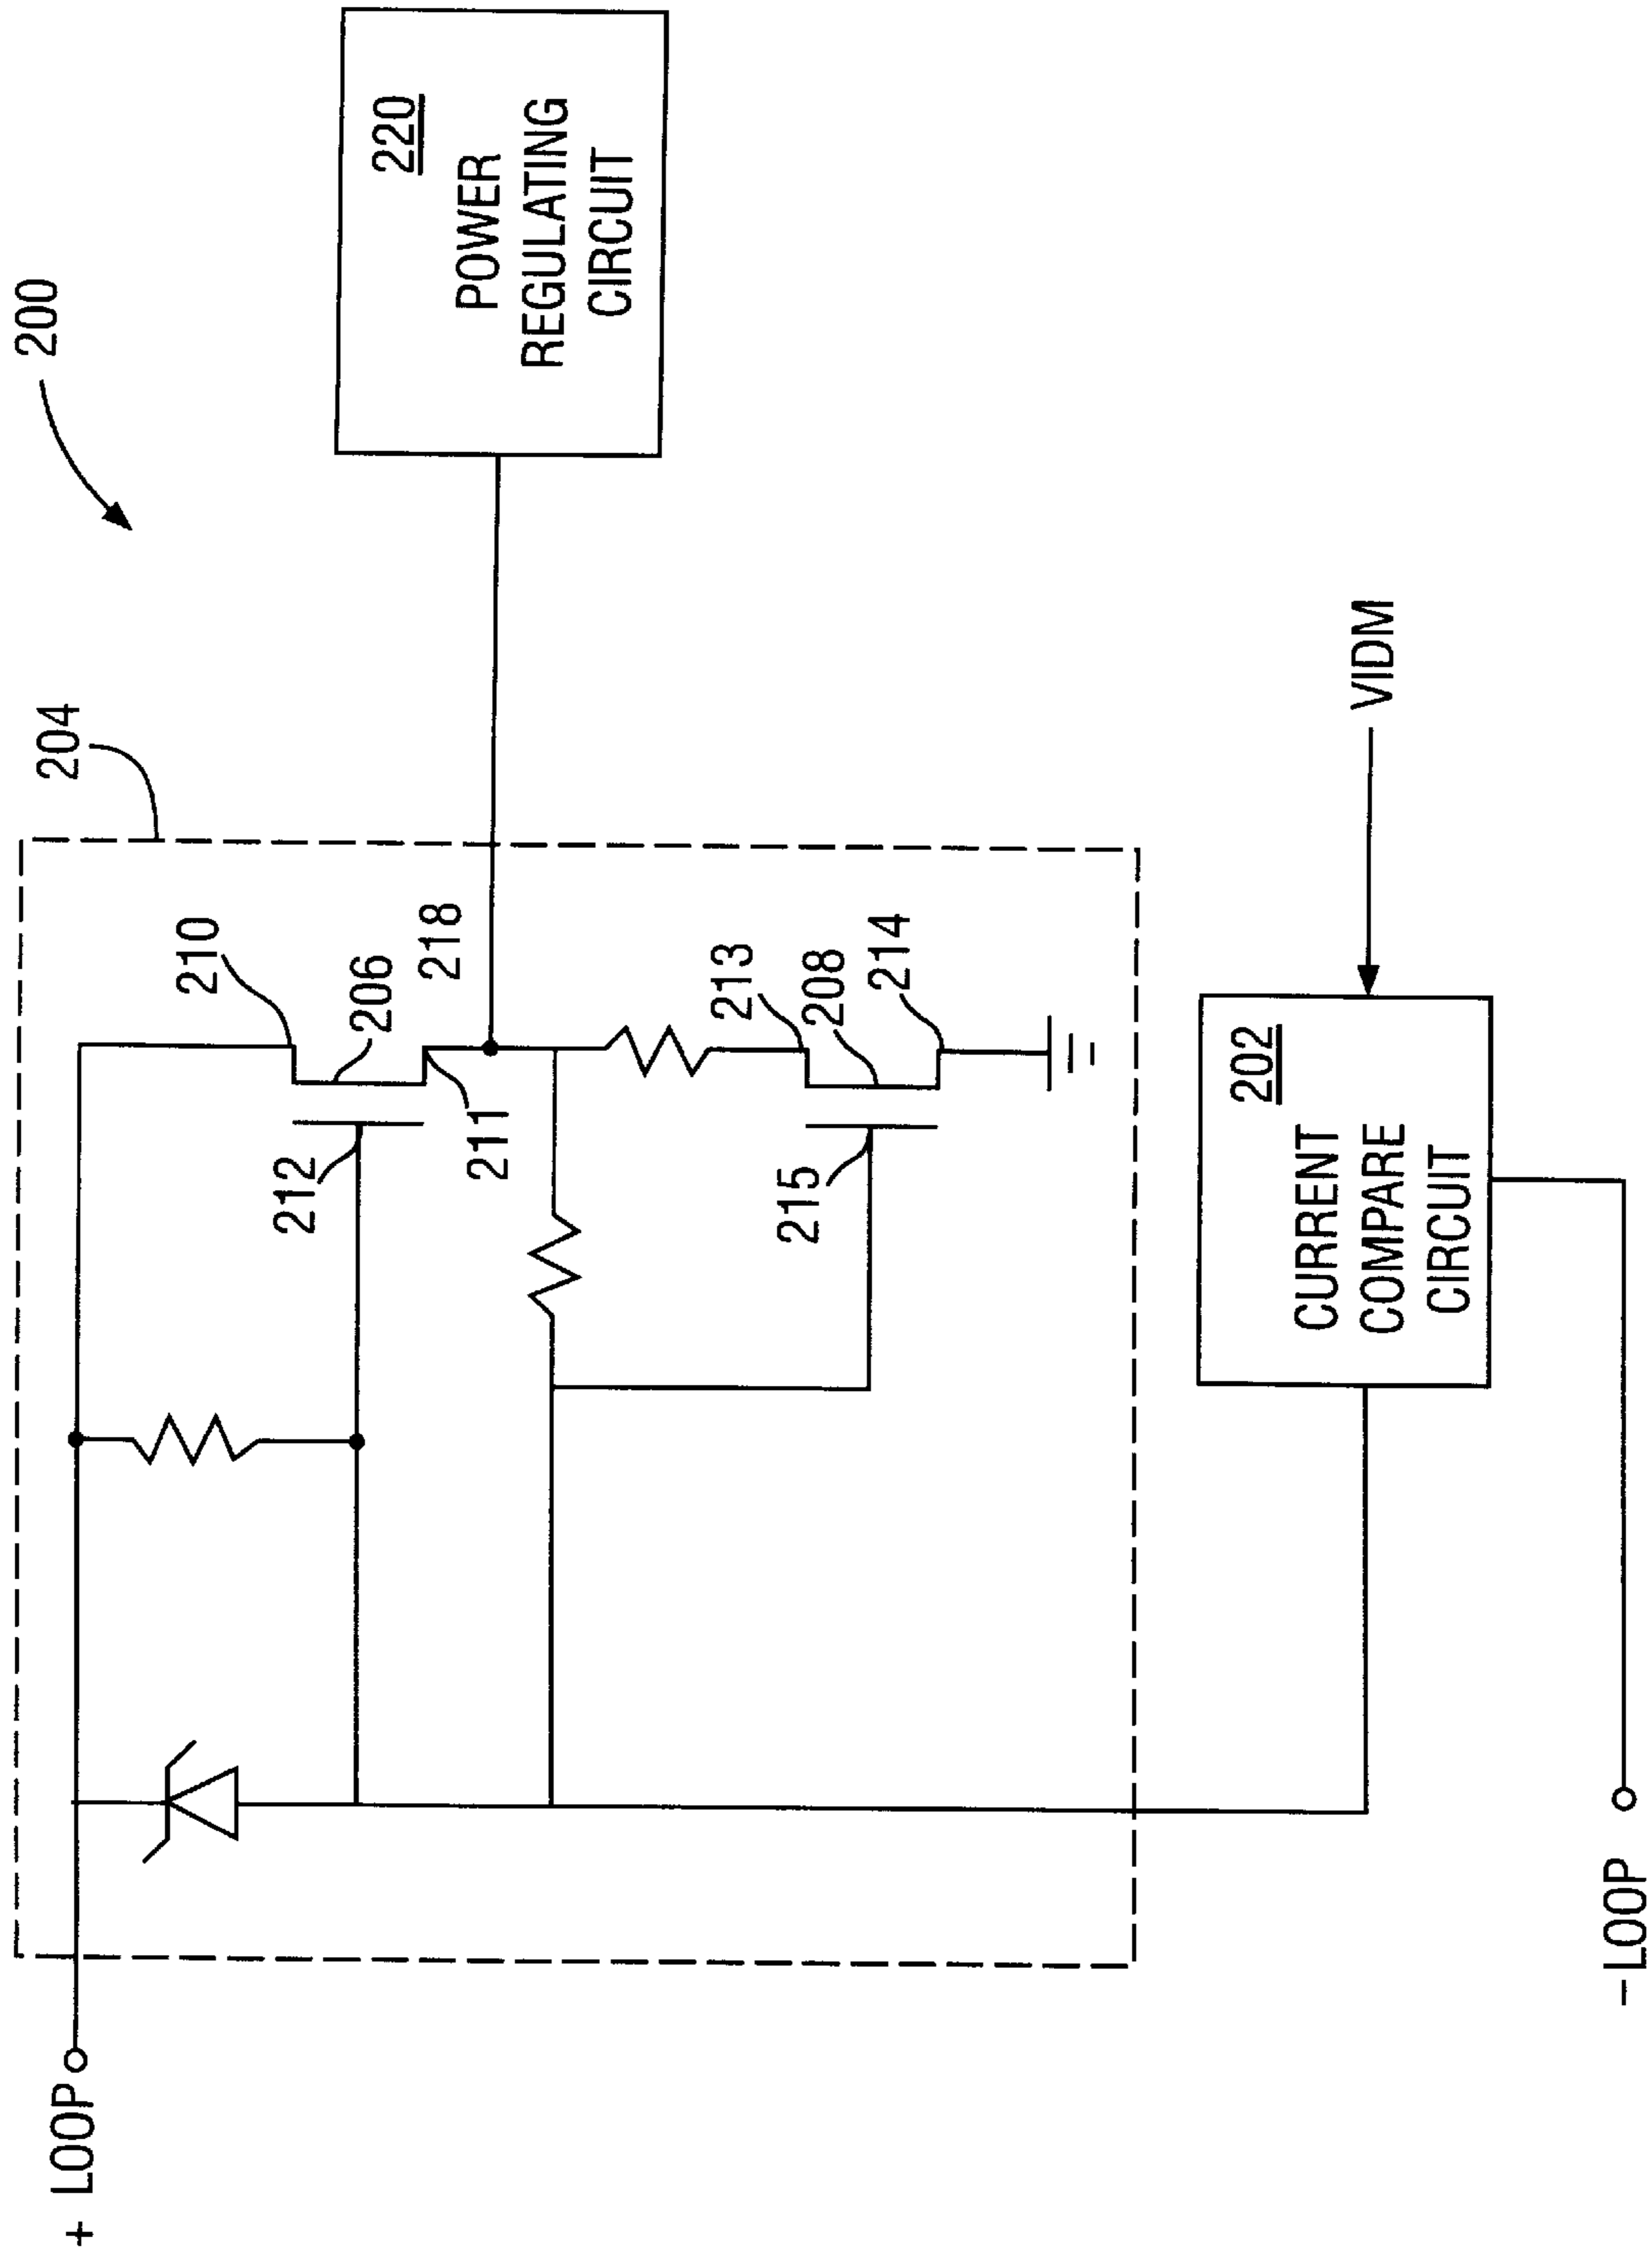 200
204
210
206
218
212
211
213
208
214
215
220
POWER
REGULATING
CIRCUIT
202
CURRENT
COMPARE
CIRCUIT
VIDM
+ LOOP
-LOOP